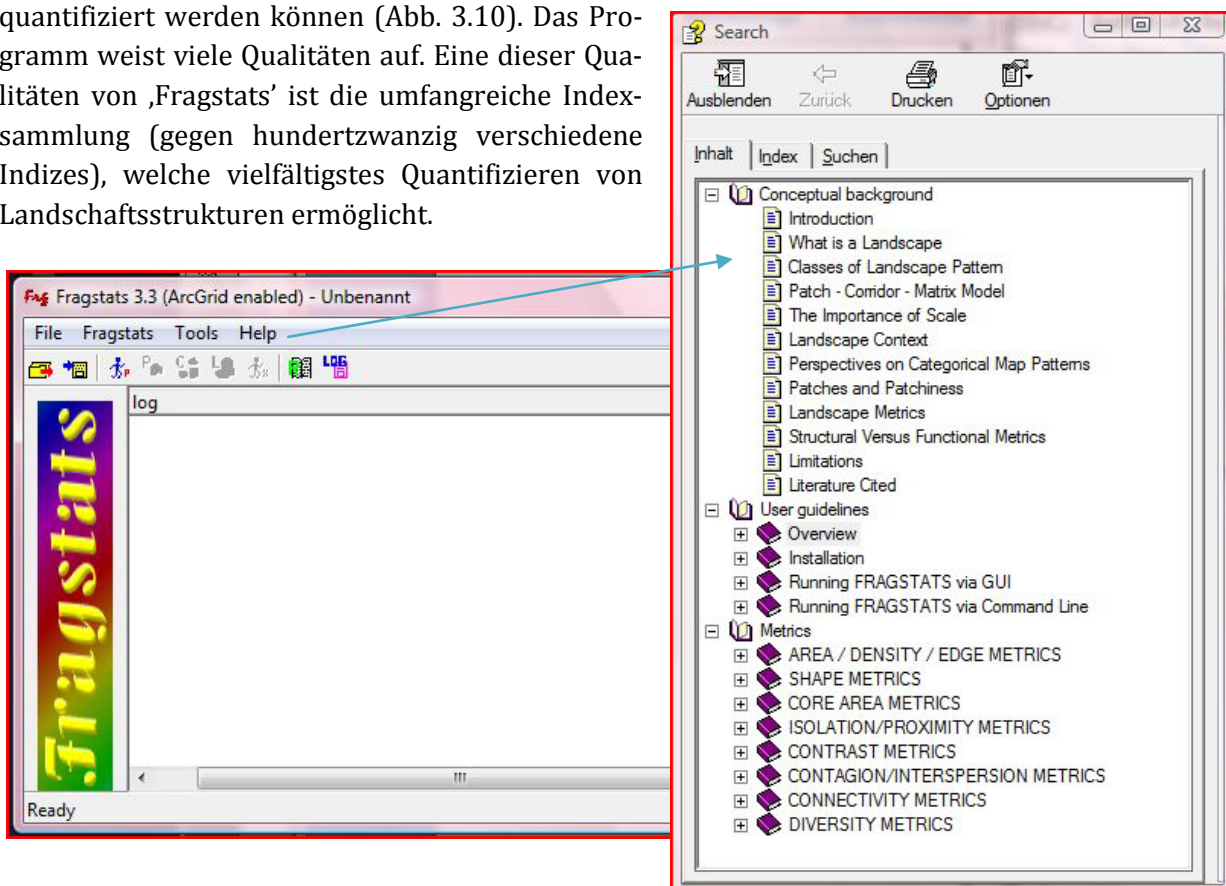 quantifiziert werden können (Abb. 3.10). Das Pro-
gramm weist viele Qualitäten auf. Eine dieser Qua-
litäten von ‚Fragstats’ ist die umfangreiche Index-
sammlung (gegen hundertzwanzig verschiedene
Indizes), welche vielfältigstes Quantifizieren von
Landschaftsstrukturen ermöglicht.
Fragstats 3.3 (ArcGrid enabled) - Unbenannt
File Fragstats Tools Help
LOG
log
Fragstats
Ready
Search
Ausblenden Zurück Drucken Optionen
Inhalt Index Suchen
Conceptual background
Introduction
What is a Landscape
Classes of Landscape Pattern
Patch - Corridor - Matrix Model
The Importance of Scale
Landscape Context
Perspectives on Categorical Map Patterns
Patches and Patchiness
Landscape Metrics
Structural Versus Functional Metrics
Limitations
Literature Cited
User guidelines
Overview
Installation
Running FRAGSTATS via GUI
Running FRAGSTATS via Command Line
Metrics
AREA / DENSITY / EDGE METRICS
SHAPE METRICS
CORE AREA METRICS
ISOLATION/PROXIMITY METRICS
CONTRAST METRICS
CONTAGION/INTERSPERSION METRICS
CONNECTIVITY METRICS
DIVERSITY METRICS